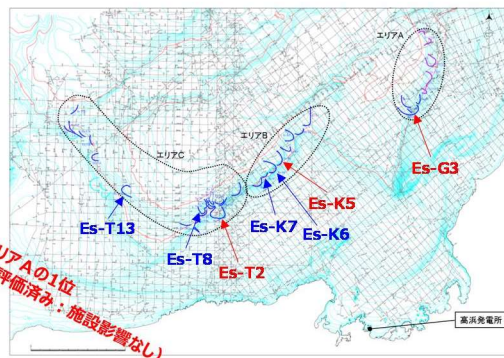 エリアA
Es-G3
エリアB
エリアC
Es-K5
Es-K7
Es-K6
Es-T13
Es-T8
Es-T2
リアAの1位
評価済み：施設影響なし）
高浜発電所